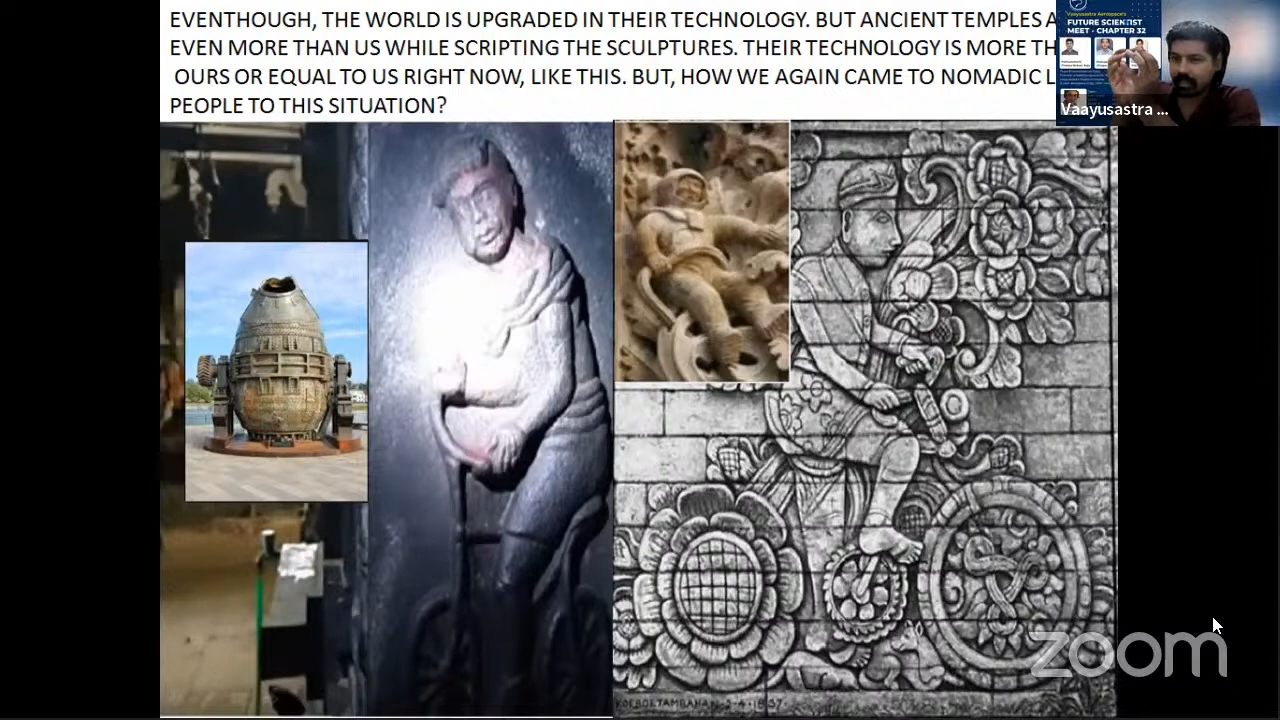 EVENTHOUGH, THE WORLD IS UPGRADED IN THEIR TECHNOLOGY. BUT ANCIENT TEMPLES
EVEN MORE THAN US WHILE SCRIPTING THE SCULPTURES. THEIR TECHNOLOGY IS MORE
OURS OR EQUAL TO US RIGHT NOW, LIKE THIS. BUT, HOW WE AGAIN CAME TO NOMADIC
PEOPLE TO THIS SITUATION?
Vaayusastra Aerospace's
FUTURE SCIENTIST
MEET - CHAPTER 32
Vaayusastra ...
zoom